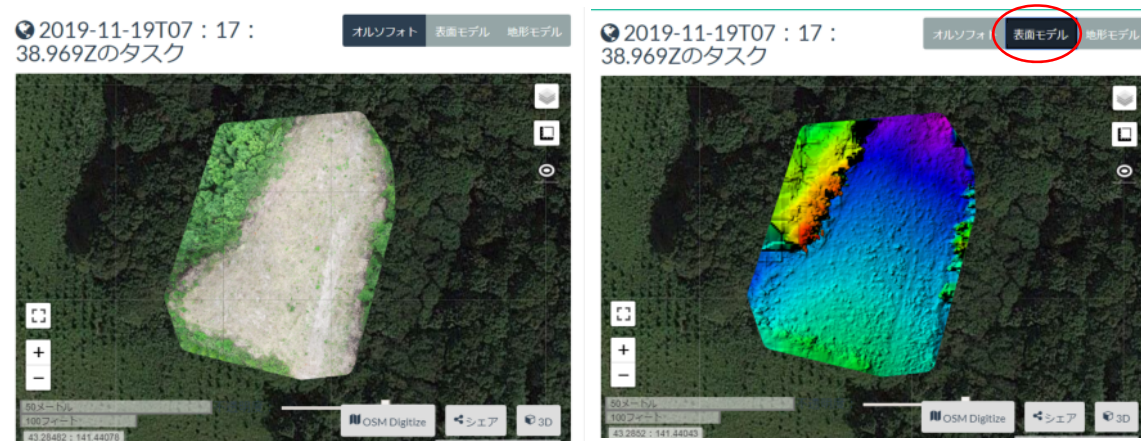 2019-11-19T07：17：
38.969Zのタスク
オルソフォト 表面モデル 地形モデル
+
−
50メートル
100フィート
43.28482 : 141.44078
OSM Digitize
シェア
3D
2019-11-19T07：17：
38.969Zのタスク
オルソフォト 表面モデル 地形モデル
+
−
50メートル
100フィート
43.2852 : 141.44043
OSM Digitize
シェア
3D